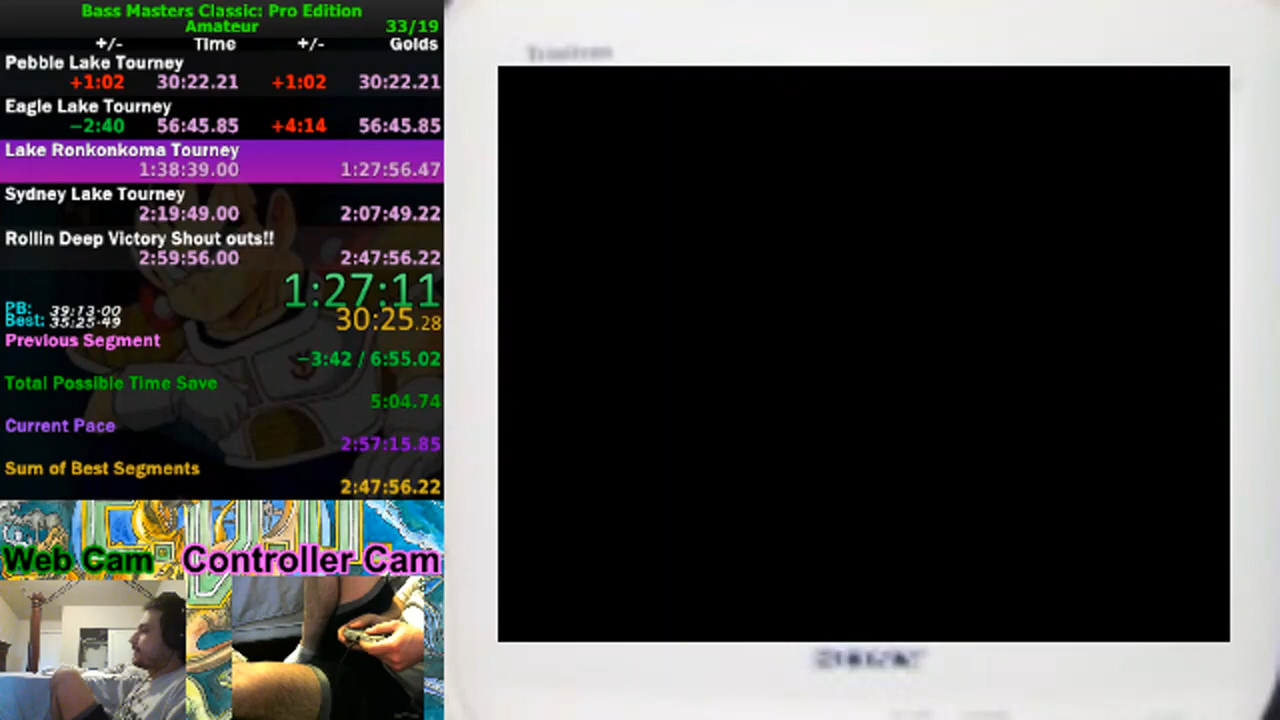 Bass Masters Classic: Pro Edition
Amateur 33/19
+/- Time +/- Golds
Pebble Lake Tourney
+1:02 30:22.21 +1:02 30:22.21
Eagle Lake Tourney
−2:40 56:45.85 +4:14 56:45.85
Lake Ronkonkoma Tourney
1:38:39.00 1:27:56.47
Sydney Lake Tourney
2:19:49.00 2:07:49.22
Rollin Deep Victory Shout outs!!
2:59:56.00 2:47:56.22
1:27:11
PB: 39:13.00
Best: 35:25.49
30:25.28
Previous Segment
−3:42 / 6:55.02
Total Possible Time Save
5:04.74
Current Pace
2:57:15.85
Sum of Best Segments
2:47:56.22
Web Cam Controller Cam